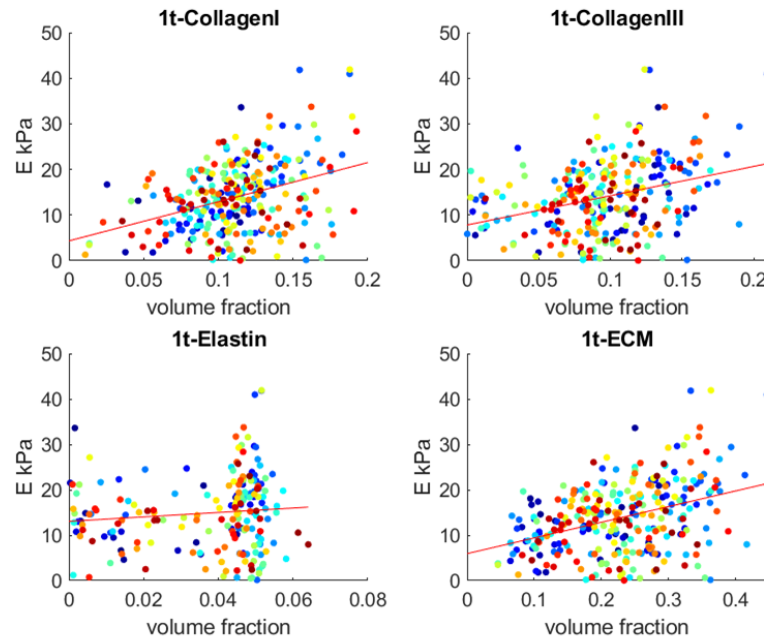 1t-CollagenI
50
40
30
20
10
0
E kPa
0 0.05 0.1 0.15 0.2
volume fraction
1t-CollagenIII
50
40
30
20
10
0
E kPa
0 0.05 0.1 0.15 0.2
volume fraction
1t-Elastin
50
40
30
20
10
0
E kPa
0 0.02 0.04 0.06 0.08
volume fraction
1t-ECM
50
40
30
20
10
0
E kPa
0.1 0.2 0.3 0.4
volume fraction